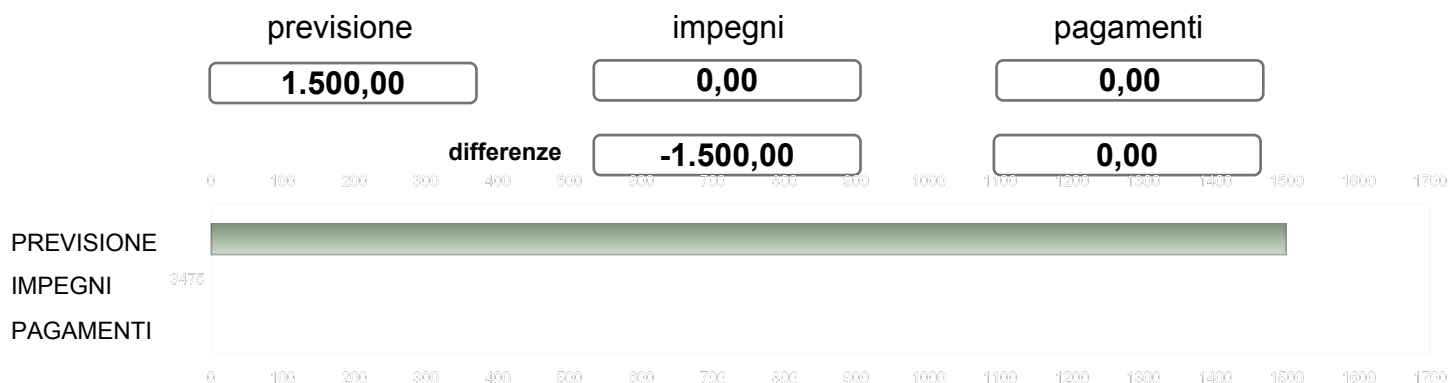 previsione impegni pagamenti
1.500,00 0,00 0,00
differenze -1.500,00 0,00
0 100 200 300 400 500 600 700 800 900 1000 1100 1200 1300 1400 1500 1600 1700
PREVISIONE
3475
IMPEGNI
PAGAMENTI
0 100 200 300 400 500 600 700 800 900 1000 1100 1200 1300 1400 1500 1600 1700